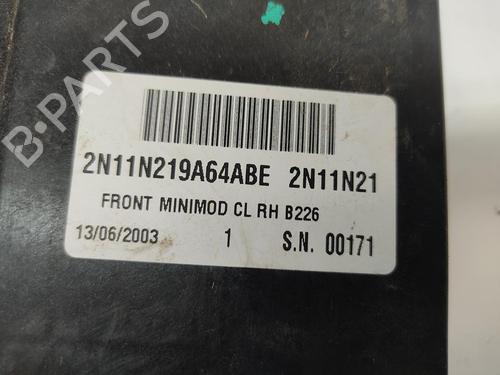 2N11N219A64ABE 2N11N21
FRONT MINIMOD CL RH B226
13/06/2003 1 S.N. 00171
B-PARTS